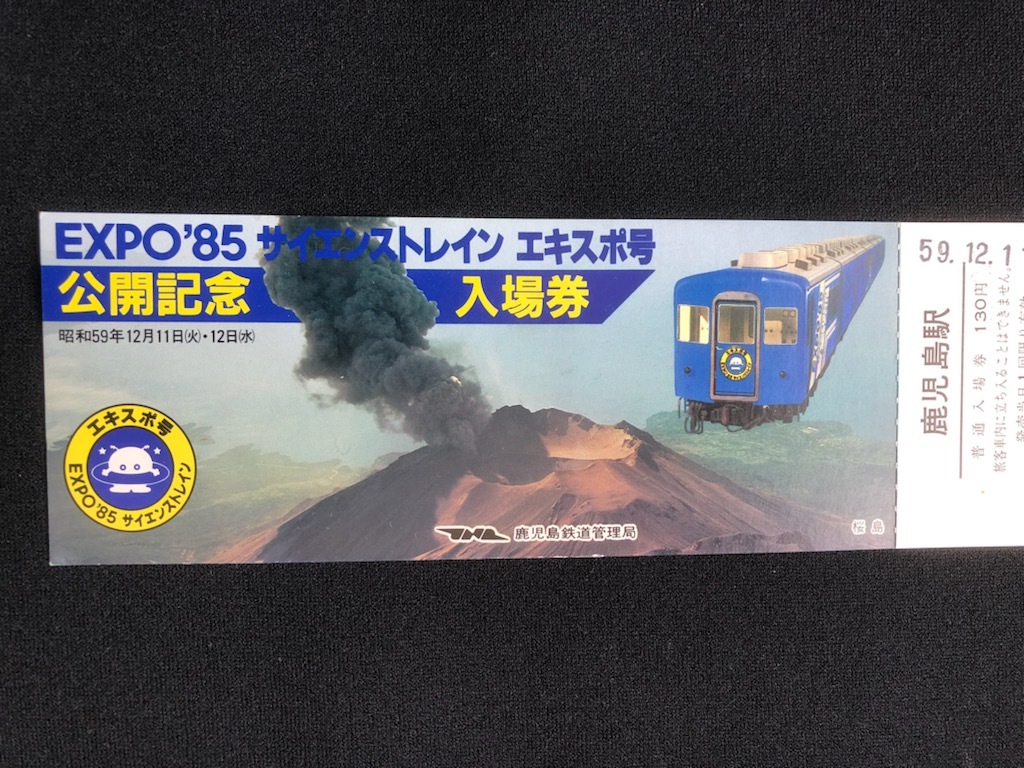 EXPO'85 サイエンストレイン エキスポ号
公開記念 入場券
昭和59年12月11日(火)・12日(水)
エキスポ号
EXPO'85 サイエンストレイン
鹿児島鉄道管理局
桜島
59.12.1
鹿児島駅
普通入場券 130円
旅客車内に立ち入ることはできません。